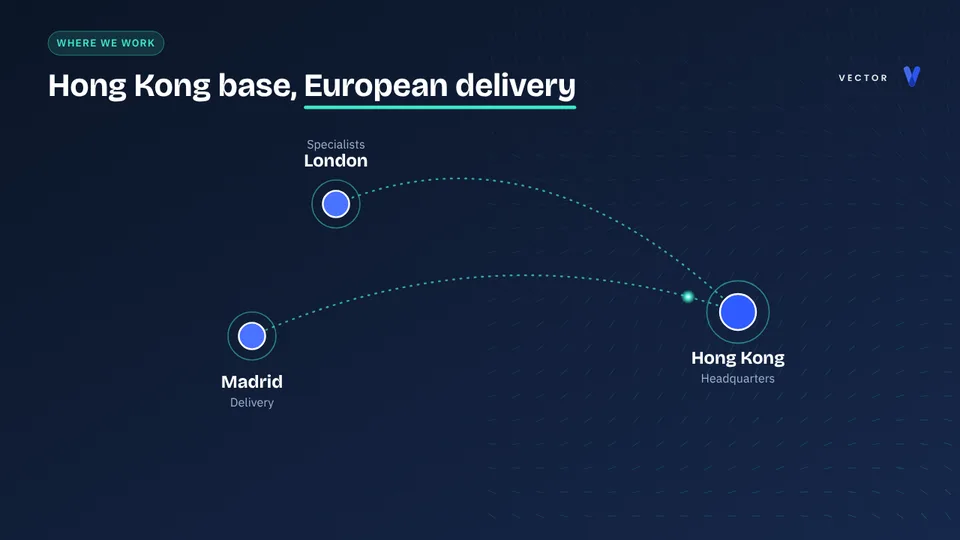 WHERE WE WORK
Hong Kong base, European delivery
VECTOR
Specialists
London
Hong Kong
Headquarters
Madrid
Delivery